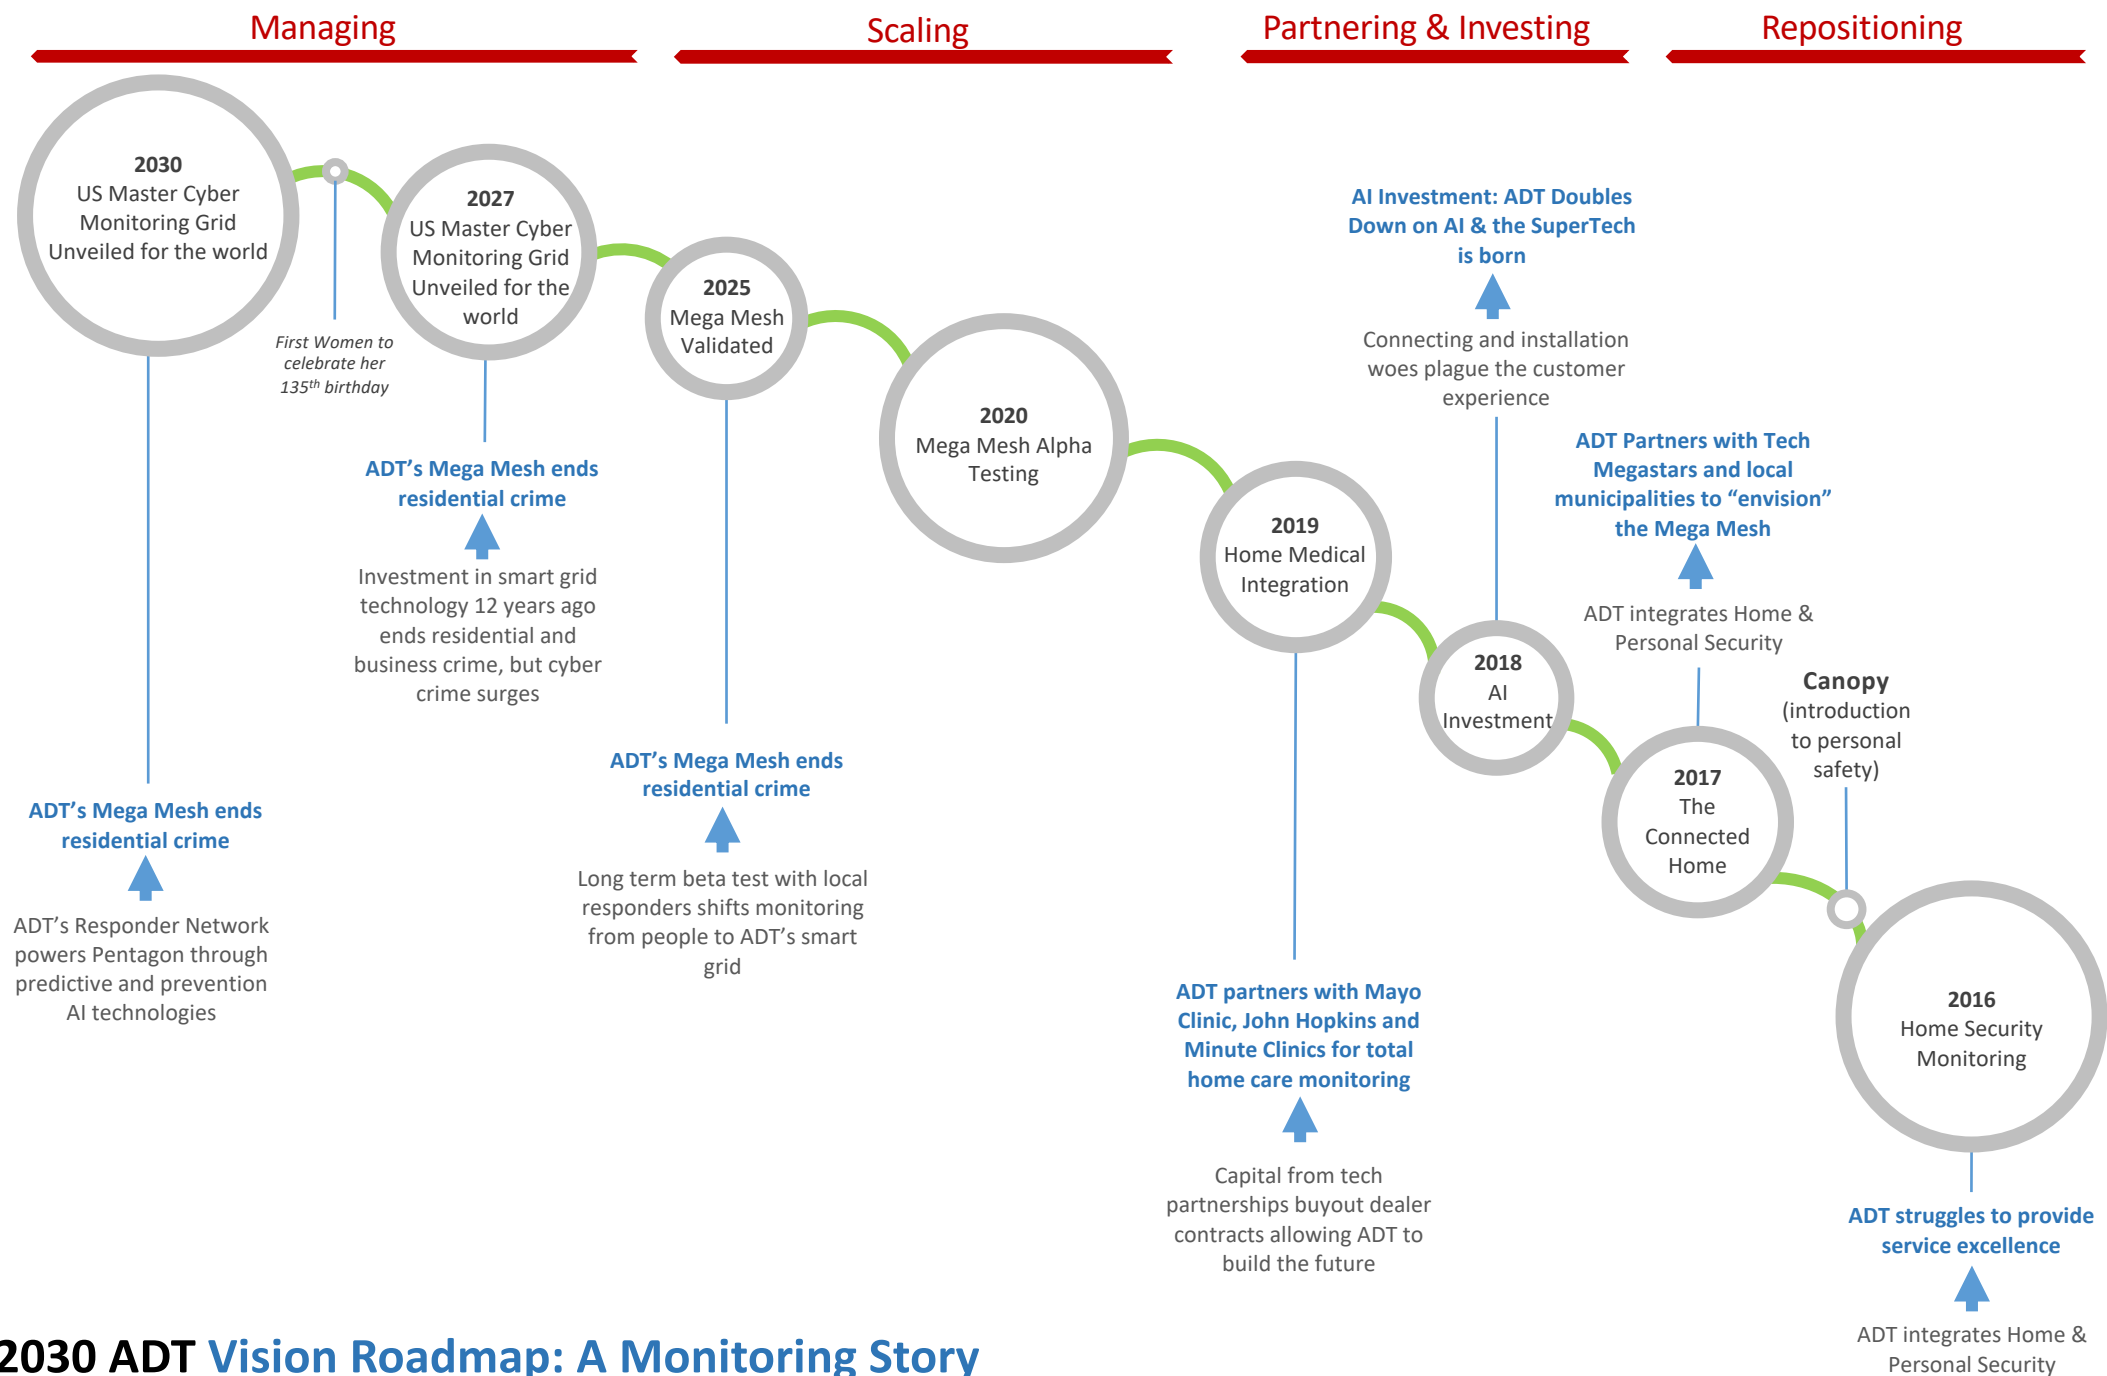 Managing
Scaling
Partnering & Investing
Repositioning
2030
US Master Cyber
Monitoring Grid
Unveiled for the world
First Women to
celebrate her
135th birthday
2027
US Master Cyber
Monitoring Grid
Unveiled for the
world
2025
Mega Mesh
Validated
2020
Mega Mesh Alpha
Testing
2019
Home Medical
Integration
2018
AI
Investment
2017
The
Connected
Home
Canopy
(introduction
to personal
safety)
2016
Home Security
Monitoring
ADT’s Mega Mesh ends
residential crime
ADT’s Responder Network
powers Pentagon through
predictive and prevention
AI technologies
ADT’s Mega Mesh ends
residential crime
Investment in smart grid
technology 12 years ago
ends residential and
business crime, but cyber
crime surges
ADT’s Mega Mesh ends
residential crime
Long term beta test with local
responders shifts monitoring
from people to ADT’s smart
grid
ADT partners with Mayo
Clinic, John Hopkins and
Minute Clinics for total
home care monitoring
Capital from tech
partnerships buyout dealer
contracts allowing ADT to
build the future
AI Investment: ADT Doubles
Down on AI & the SuperTech
is born
Connecting and installation
woes plague the customer
experience
ADT Partners with Tech
Megastars and local
municipalities to “envision”
the Mega Mesh
ADT integrates Home &
Personal Security
ADT struggles to provide
service excellence
ADT integrates Home &
Personal Security
2030 ADT Vision Roadmap: A Monitoring Story